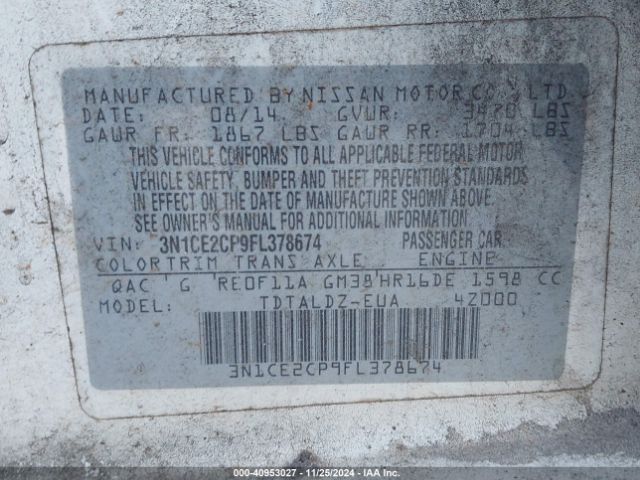 MANUFACTURED BY NISSAN MOTOR CO., LTD.
DATE: 08/14 GVWR: 3470 LBS
GAWR FR: 1867 LBS GAWR RR: 1704 LBS
THIS VEHICLE CONFORMS TO ALL APPLICABLE FEDERAL MOTOR
VEHICLE SAFETY, BUMPER AND THEFT PREVENTION STANDARDS
IN EFFECT ON THE DATE OF MANUFACTURE SHOWN ABOVE.
SEE OWNER'S MANUAL FOR ADDITIONAL INFORMATION.
VIN: 3N1CE2CP9FL378674 PASSENGER CAR
COLOR TRIM TRANS AXLE ENGINE
QAC G RE0F11A GM38 HR16DE 1598 CC
MODEL: TDTALDZ-EUA 4Z000
3N1CE2CP9FL378674
000-40953027 - 11/25/2024 - IAA Inc.